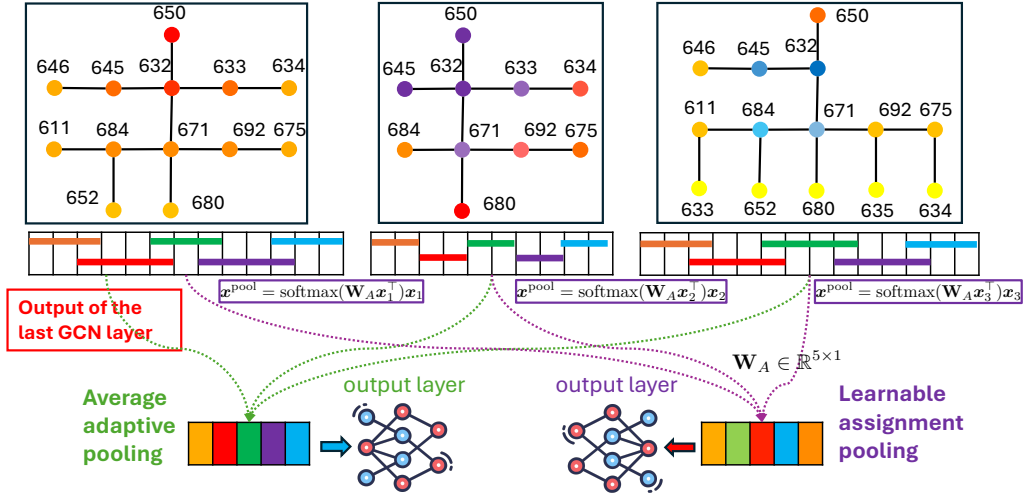 650
646 645 632 633 634
611 684 671 692 675
652 680
650
645 632 633 634
684 671 692 675
680
650
646 645 632
611 684 671 692 675
633 652 680 635 634
Output of the
last GCN layer
x^pool = softmax(W_A x_1^⊤)x_1
x^pool = softmax(W_A x_2^⊤)x_2
x^pool = softmax(W_A x_3^⊤)x_3
W_A ∈ ℝ^{5×1}
Average
adaptive
pooling
output layer
output layer
Learnable
assignment
pooling